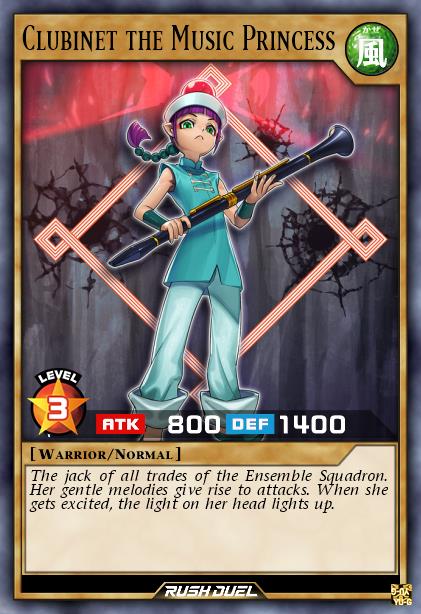 Clubinet the Music Princess
かぜ
風
LEVEL
3
ATK 800 DEF 1400
[Warrior/Normal]
The jack of all trades of the Ensemble Squadron.
Her gentle melodies give rise to attacks. When she
gets excited, the light on her head lights up.
RUSH DUEL